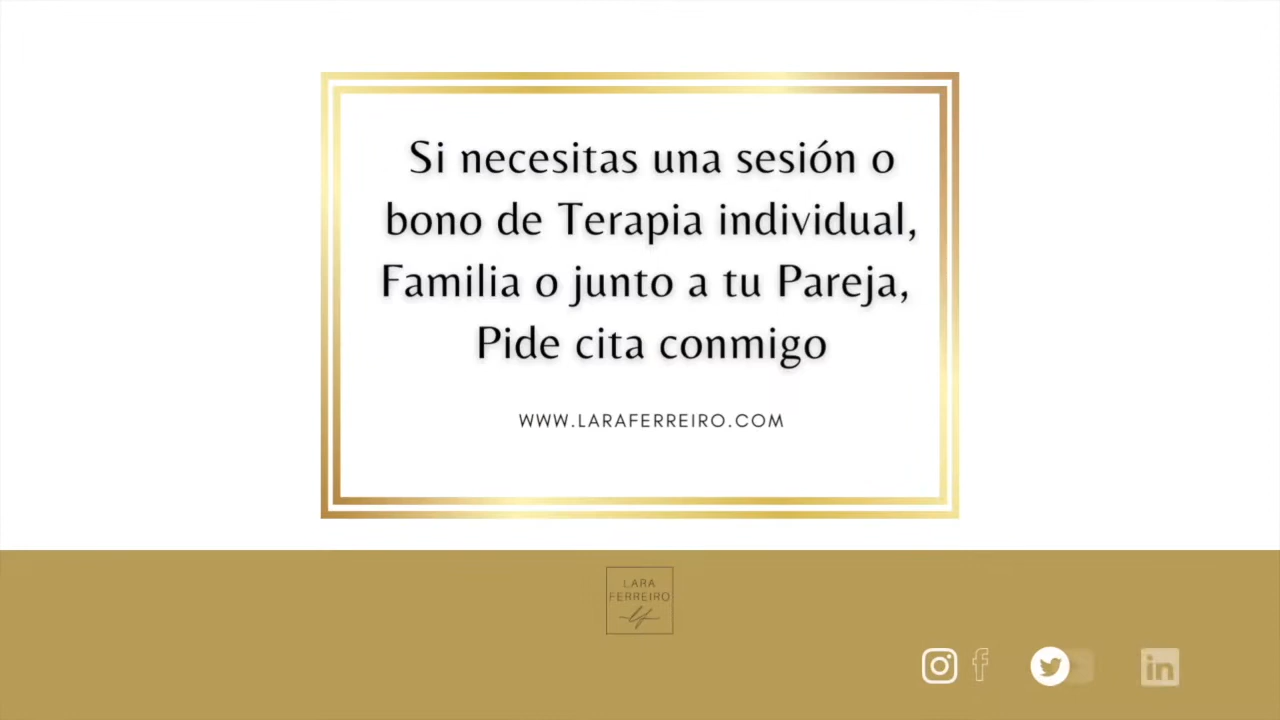 Si necesitas una sesión o
bono de Terapia individual,
Familia o junto a tu Pareja,
Pide cita conmigo
WWW.LARAFERREIRO.COM
LARA
FERREIRO